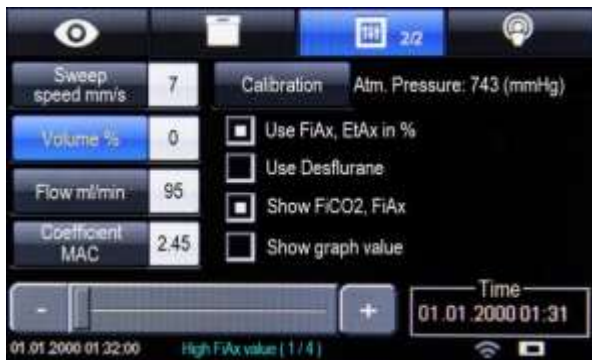 2/2
Sweep
speed mm/s
7
Calibration
Atm. Pressure: 743 (mmHg)
Volume %
0
Use FiAx, EtAx in %
Use Desflurane
Flow ml/min
95
Show FiCO2, FiAx
Coefficient
MAC
2.45
Show graph value
-
+
Time
01.01.2000 01:31
01.01.2000 01:32:00
High FiAx value ( 1 / 4 )